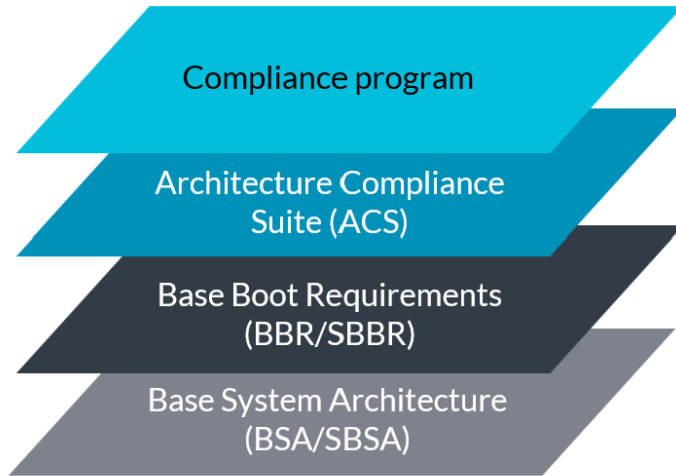 Compliance program
Architecture Compliance
Suite (ACS)
Base Boot Requirements
(BBR/SBBR)
Base System Architecture
(BSA/SBSA)